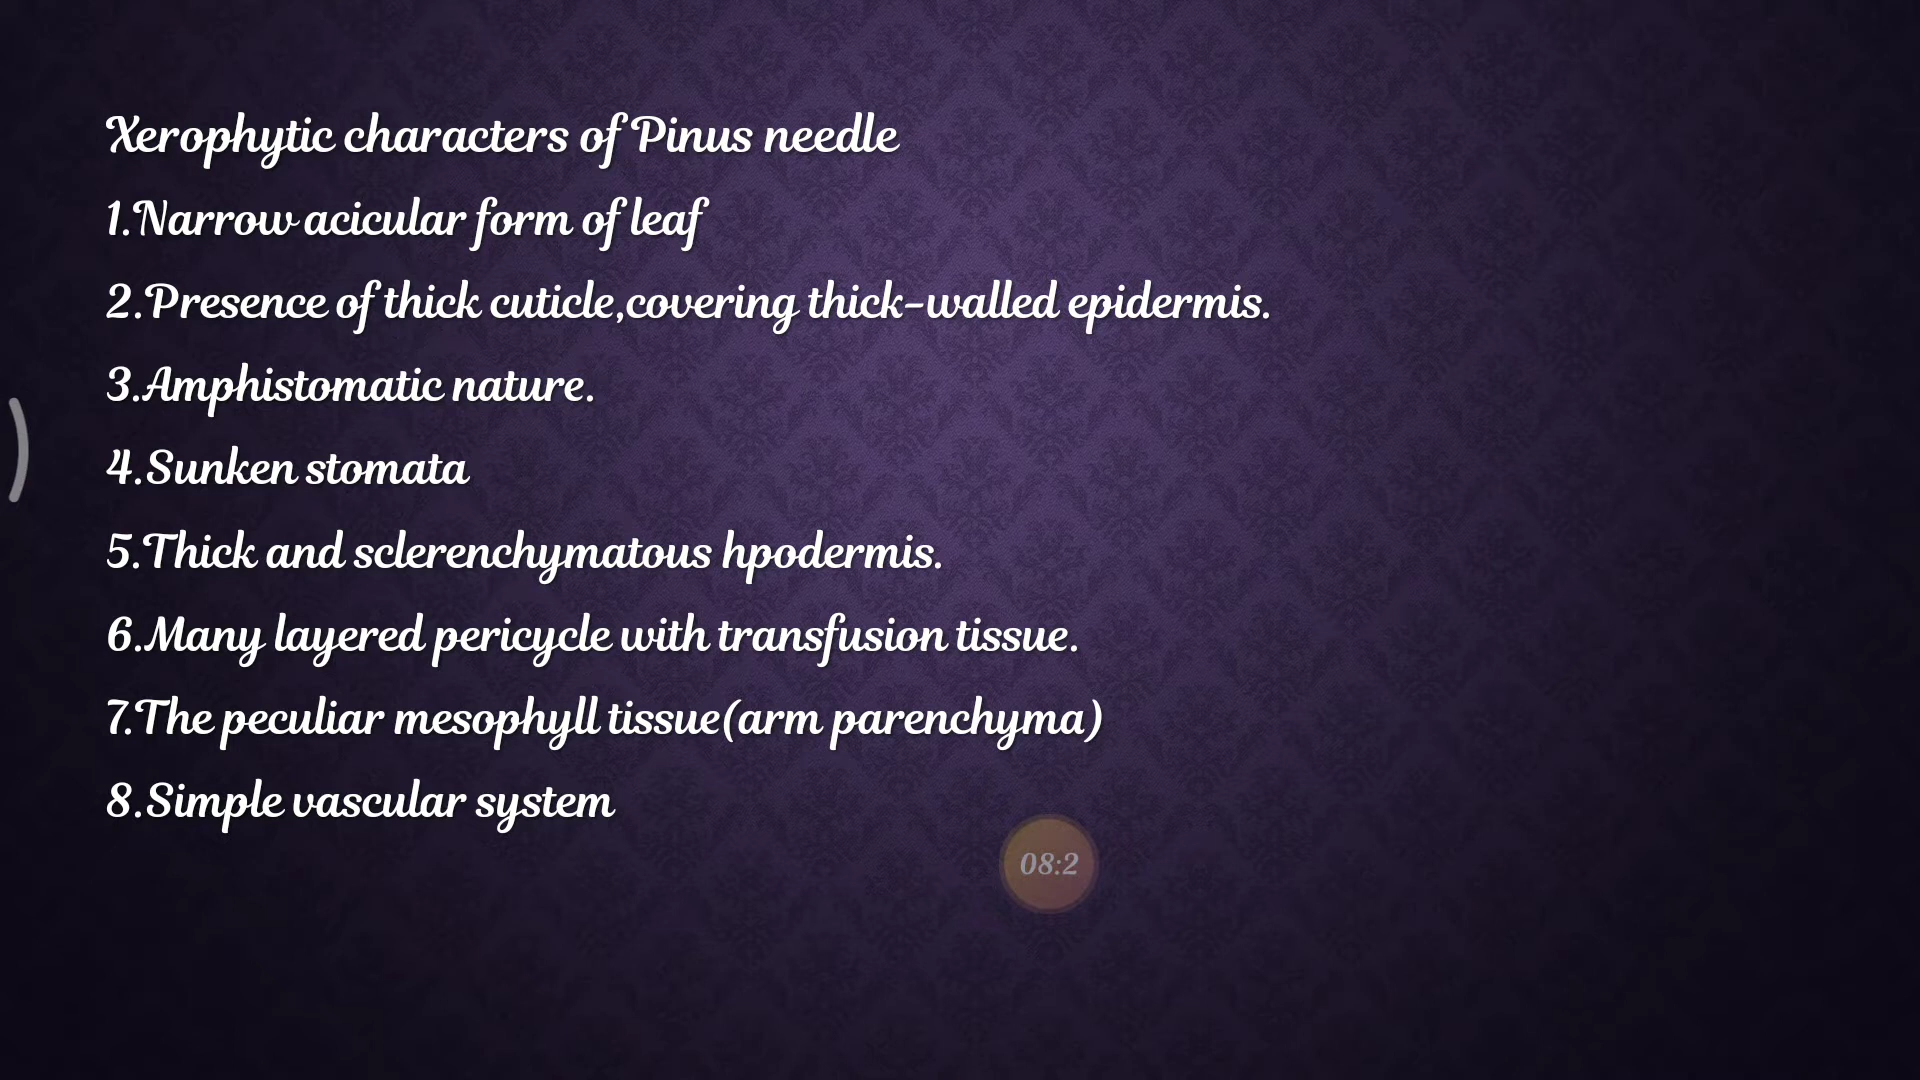 Xerophytic characters of Pinus needle
1.Narrow acicular form of leaf
2.Presence of thick cuticle,covering thick-walled epidermis.
3.Amphistomatic nature.
4.Sunken stomata
5.Thick and sclerenchymatous hpodermis.
6.Many layered pericycle with transfusion tissue.
7.The peculiar mesophyll tissue(arm parenchyma)
8.Simple vascular system
08:2